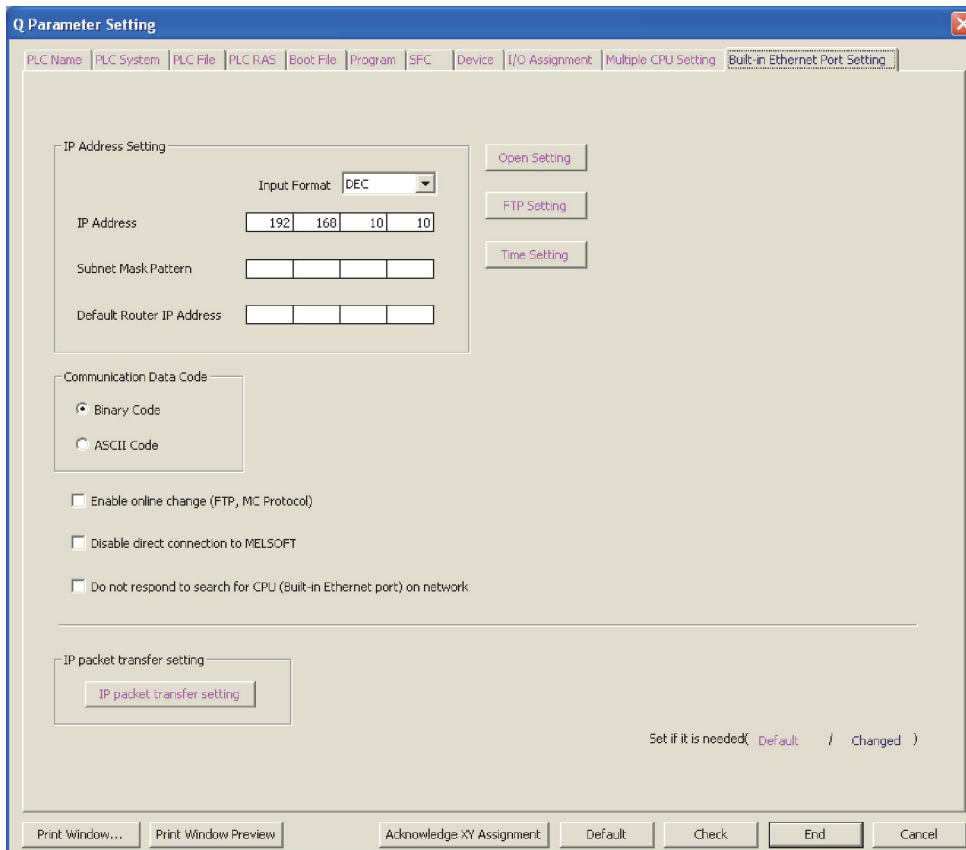 Q Parameter Setting
PLC Name PLC System PLC File PLC RAS Boot File Program SFC Device I/O Assignment Multiple CPU Setting Built-in Ethernet Port Setting
IP Address Setting
Input Format DEC
IP Address 192 168 10 10
Subnet Mask Pattern
Default Router IP Address
Open Setting
FTP Setting
Time Setting
Communication Data Code
Binary Code
ASCII Code
Enable online change (FTP, MC Protocol)
Disable direct connection to MELSOFT
Do not respond to search for CPU (Built-in Ethernet port) on network
IP packet transfer setting
IP packet transfer setting
Set if it is needed( Default / Changed )
Print Window... Print Window Preview Acknowledge XY Assignment Default Check End Cancel